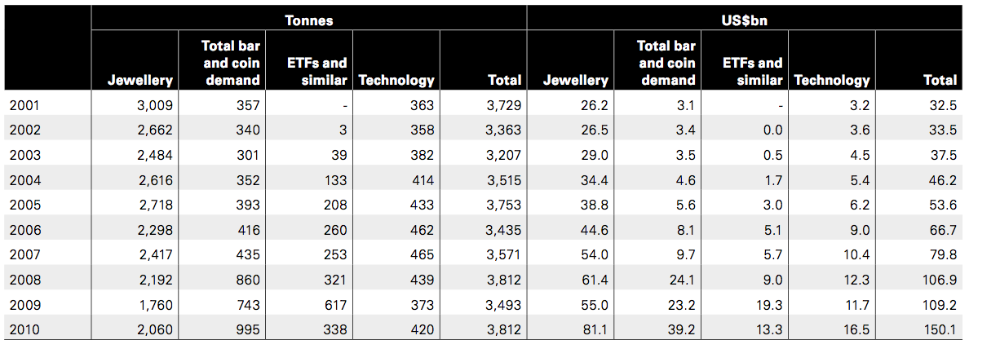 Tonnes US$bn
Total bar Total bar
and coin ETFs and and coin ETFs and
Jewellery demand similar Technology Total Jewellery demand similar Technology Total
2001 3,009 357 - 363 3,729 26.2 3.1 - 3.2 32.5
2002 2,662 340 3 358 3,363 26.5 3.4 0.0 3.6 33.5
2003 2,484 301 39 382 3,207 29.0 3.5 0.5 4.5 37.5
2004 2,616 352 133 414 3,515 34.4 4.6 1.7 5.4 46.2
2005 2,718 393 208 433 3,753 38.8 5.6 3.0 6.2 53.6
2006 2,298 416 260 462 3,435 44.6 8.1 5.1 9.0 66.7
2007 2,417 435 253 465 3,571 54.0 9.7 5.7 10.4 79.8
2008 2,192 860 321 439 3,812 61.4 24.1 9.0 12.3 106.9
2009 1,760 743 617 373 3,493 55.0 23.2 19.3 11.7 109.2
2010 2,060 995 338 420 3,812 81.1 39.2 13.3 16.5 150.1